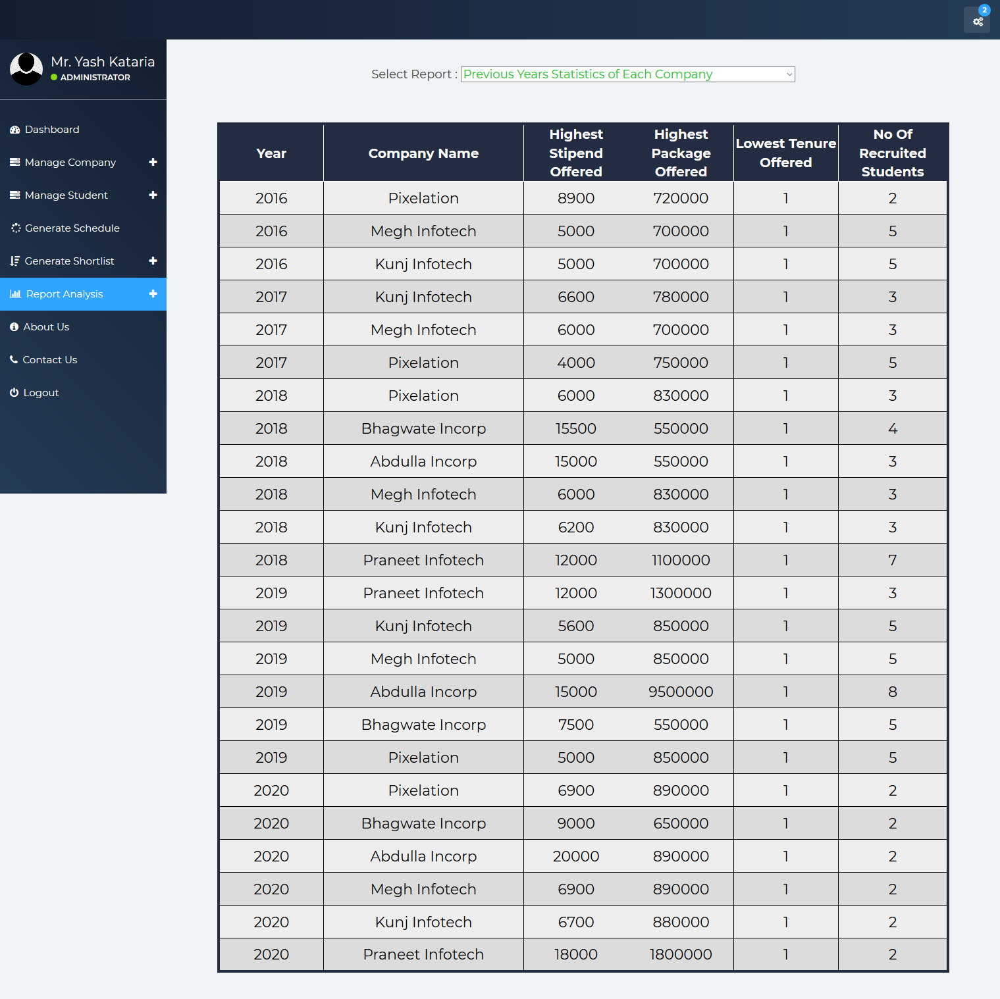 2
Mr. Yash Kataria
ADMINISTRATOR
Dashboard
Manage Company
Manage Student
Generate Schedule
Generate Shortlist
Report Analysis
About Us
Contact Us
Logout
Select Report : Previous Years Statistics of Each Company
Year Company Name Highest Stipend Offered Highest Package Offered Lowest Tenure Offered No Of Recruited Students
2016 Pixelation 8900 720000 1 2
2016 Megh Infotech 5000 700000 1 5
2016 Kunj Infotech 5000 700000 1 5
2017 Kunj Infotech 6600 780000 1 3
2017 Megh Infotech 6000 700000 1 3
2017 Pixelation 4000 750000 1 5
2018 Pixelation 6000 830000 1 3
2018 Bhagwate Incorp 15500 550000 1 4
2018 Abdulla Incorp 15000 550000 1 3
2018 Megh Infotech 6000 830000 1 3
2018 Kunj Infotech 6200 830000 1 3
2018 Praneet Infotech 12000 1100000 1 7
2019 Praneet Infotech 12000 1300000 1 3
2019 Kunj Infotech 5600 850000 1 5
2019 Megh Infotech 5000 850000 1 5
2019 Abdulla Incorp 15000 9500000 1 8
2019 Bhagwate Incorp 7500 550000 1 5
2019 Pixelation 5000 850000 1 5
2020 Pixelation 6900 890000 1 2
2020 Bhagwate Incorp 9000 650000 1 2
2020 Abdulla Incorp 20000 890000 1 2
2020 Megh Infotech 6900 890000 1 2
2020 Kunj Infotech 6700 880000 1 2
2020 Praneet Infotech 18000 1800000 1 2